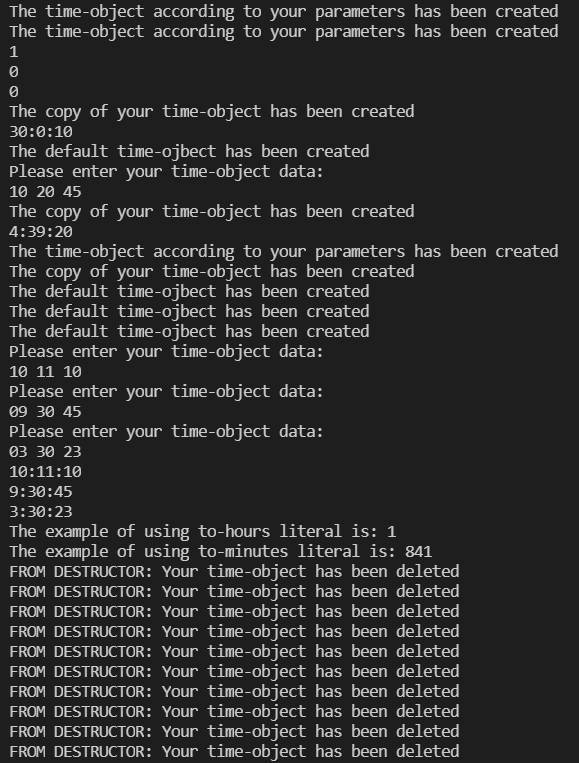 The time-object according to your parameters has been created
The time-object according to your parameters has been created
1
0
0
The copy of your time-object has been created
30:0:10
The default time-ojbect has been created
Please enter your time-object data:
10 20 45
The copy of your time-object has been created
4:39:20
The time-object according to your parameters has been created
The copy of your time-object has been created
The default time-ojbect has been created
The default time-ojbect has been created
The default time-ojbect has been created
Please enter your time-object data:
10 11 10
Please enter your time-object data:
09 30 45
Please enter your time-object data:
03 30 23
10:11:10
9:30:45
3:30:23
The example of using to-hours literal is: 1
The example of using to-minutes literal is: 841
FROM DESTRUCTOR: Your time-object has been deleted
FROM DESTRUCTOR: Your time-object has been deleted
FROM DESTRUCTOR: Your time-object has been deleted
FROM DESTRUCTOR: Your time-object has been deleted
FROM DESTRUCTOR: Your time-object has been deleted
FROM DESTRUCTOR: Your time-object has been deleted
FROM DESTRUCTOR: Your time-object has been deleted
FROM DESTRUCTOR: Your time-object has been deleted
FROM DESTRUCTOR: Your time-object has been deleted
FROM DESTRUCTOR: Your time-object has been deleted